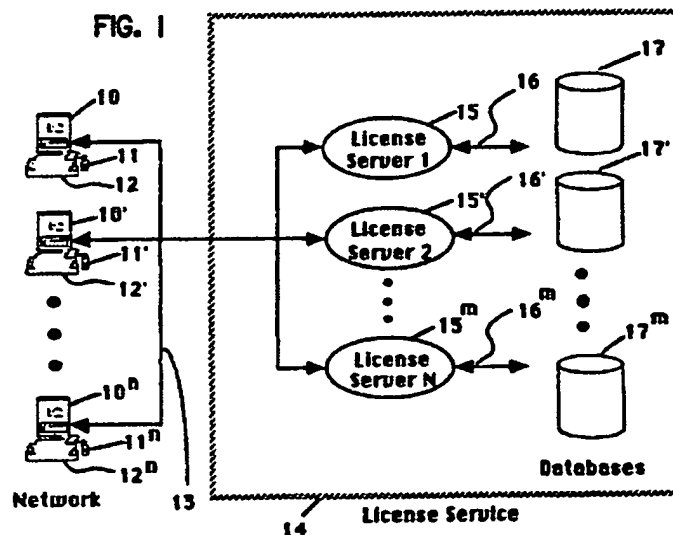 FIG. 1
10
11
12
10'
11'
12'
10ⁿ
11ⁿ
12ⁿ
Network
13
15
16
17
License
Server 1
15'
16'
17'
License
Server 2
15ᵐ
16ᵐ
17ᵐ
License
Server N
Databases
14
License Service